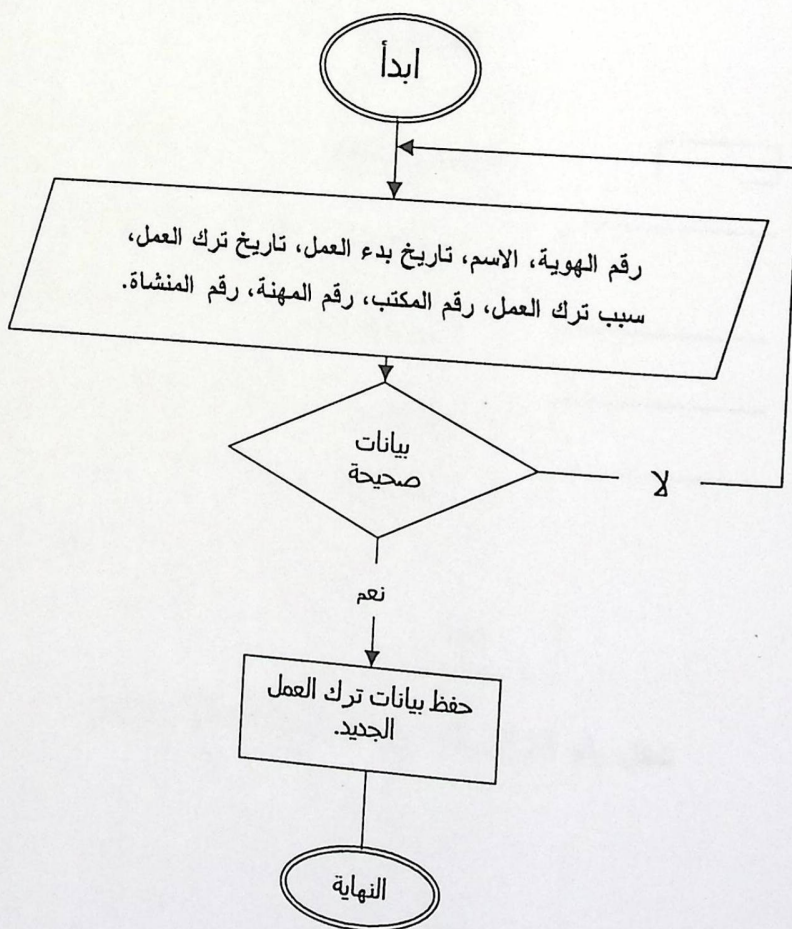 ابدأ
رقم الهوية، الاسم، تاريخ بدء العمل، تاريخ ترك العمل،
سبب ترك العمل، رقم المكتب، رقم المهنة، رقم المنشاة.
بيانات
صحيحة
لا
نعم
حفظ بيانات ترك العمل
الجديد.
النهاية